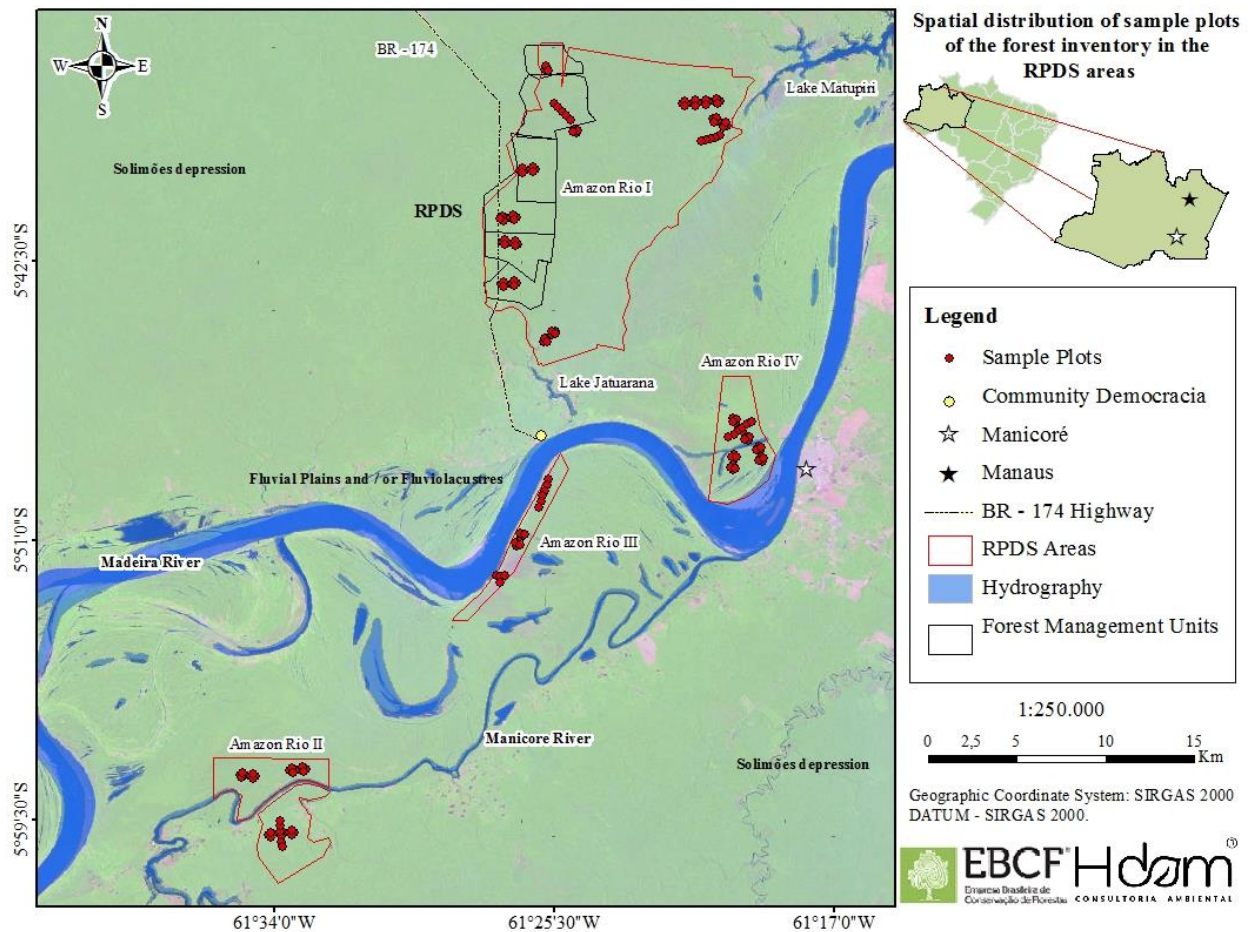 Spatial distribution of sample plots
of the forest inventory in the
RPDS areas
N
W
E
S
BR - 174
Lake Matupiri
Solimões depression
Amazon Rio I
RPDS
Lake Jatuarana
Amazon Rio IV
Fluvial Plains and / or Fluviolacustres
Amazon Rio III
Madeira River
Manicore River
Amazon Rio II
Solimões depression
5°42'30"S
5°51'0"S
5°59'30"S
61°34'0"W
61°25'30"W
61°17'0"W
Legend
Sample Plots
Community Democracia
Manicoré
Manaus
BR - 174 Highway
RPDS Areas
Hydrography
Forest Management Units
1:250.000
0 2,5 5 10 15
Km
Geographic Coordinate System: SIRGAS 2000
DATUM - SIRGAS 2000.
EBCF
Empresa Brasileira de
Conservação de Florestas
Hdom
CONSULTORIA AMBIENTAL